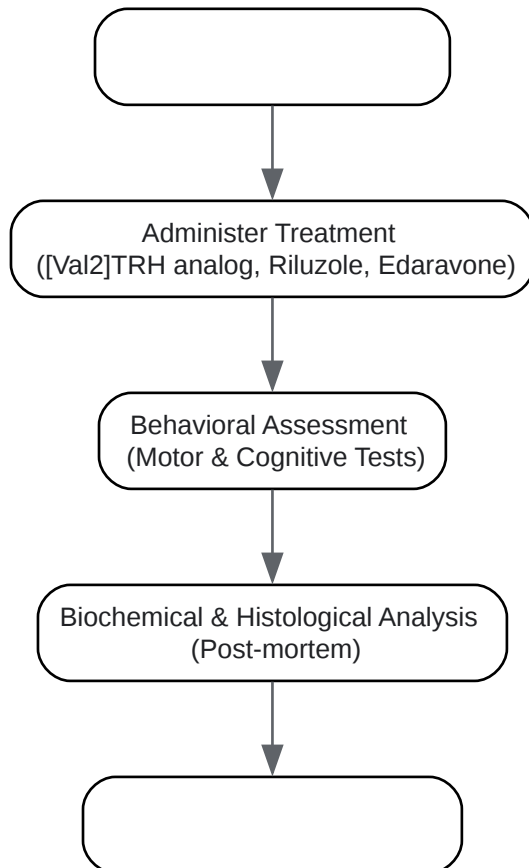 Administer Treatment
([Val2]TRH analog, Riluzole, Edaravone)
Behavioral Assessment
(Motor & Cognitive Tests)
Biochemical & Histological Analysis
(Post-mortem)